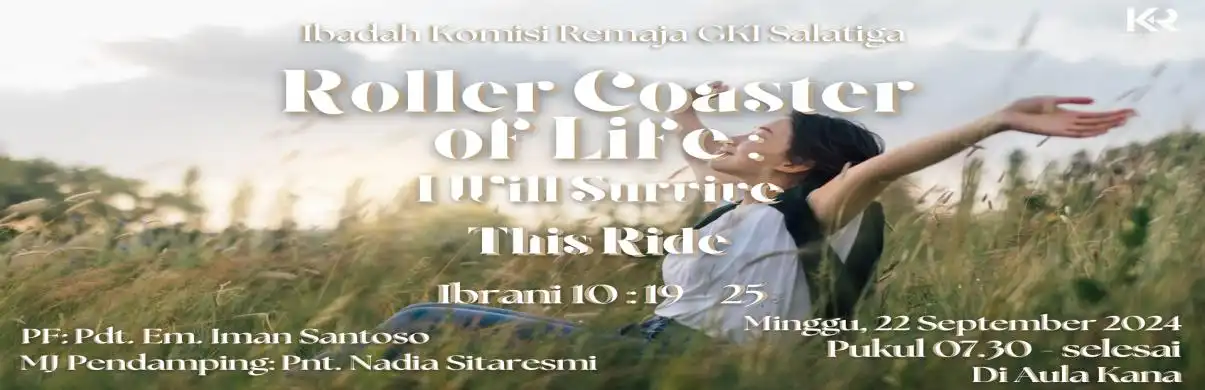 KR
Ibadah Komisi Remaja GKI Salatiga
Roller Coaster
of Life :
I Will Survive
This Ride
Ibrani 10 : 19 - 25
PF: Pdt. Em. Iman Santoso
MJ Pendamping: Pnt. Nadia Sitaresmi
Minggu, 22 September 2024
Pukul 07.30 - selesai
Di Aula Kana